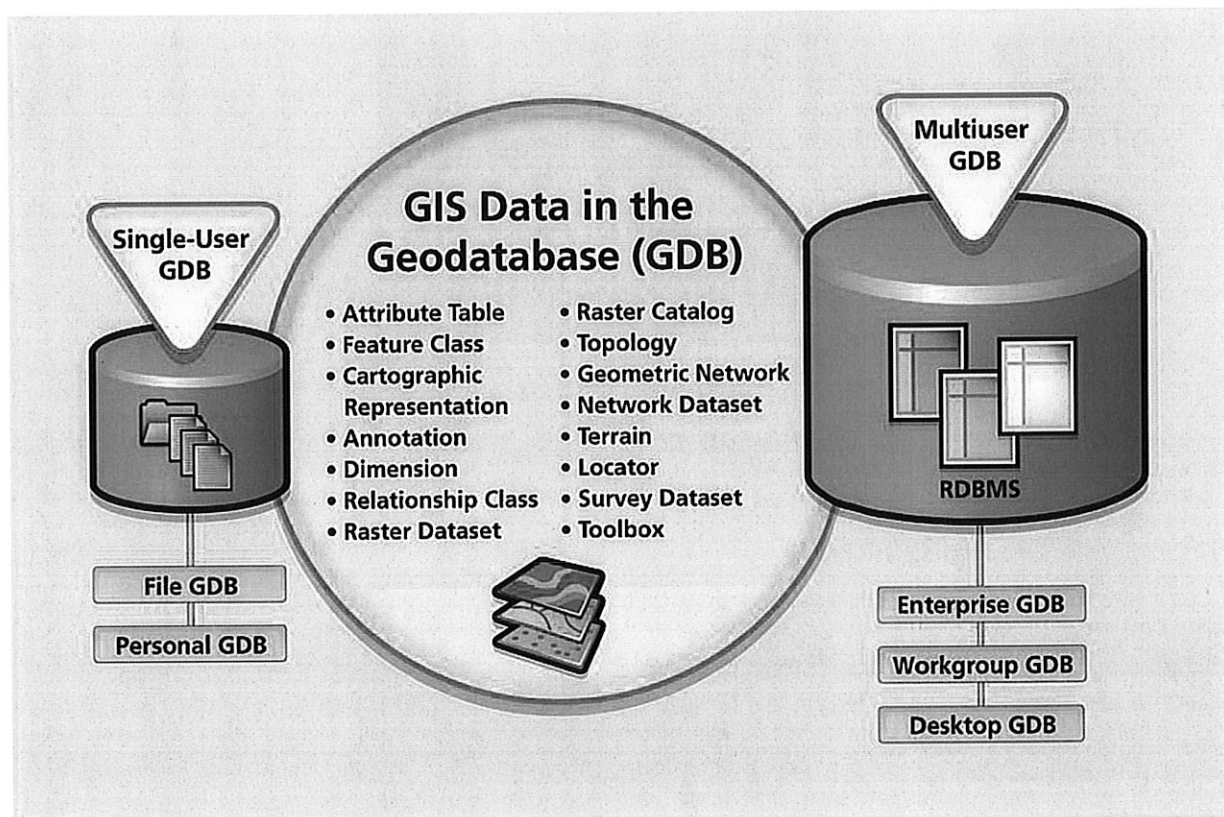 Single-User
GDB
File GDB
Personal GDB
GIS Data in the
Geodatabase (GDB)
• Attribute Table
• Feature Class
• Cartographic
Representation
• Annotation
• Dimension
• Relationship Class
• Raster Dataset
• Raster Catalog
• Topology
• Geometric Network
• Network Dataset
• Terrain
• Locator
• Survey Dataset
• Toolbox
Multiuser
GDB
RDBMS
Enterprise GDB
Workgroup GDB
Desktop GDB